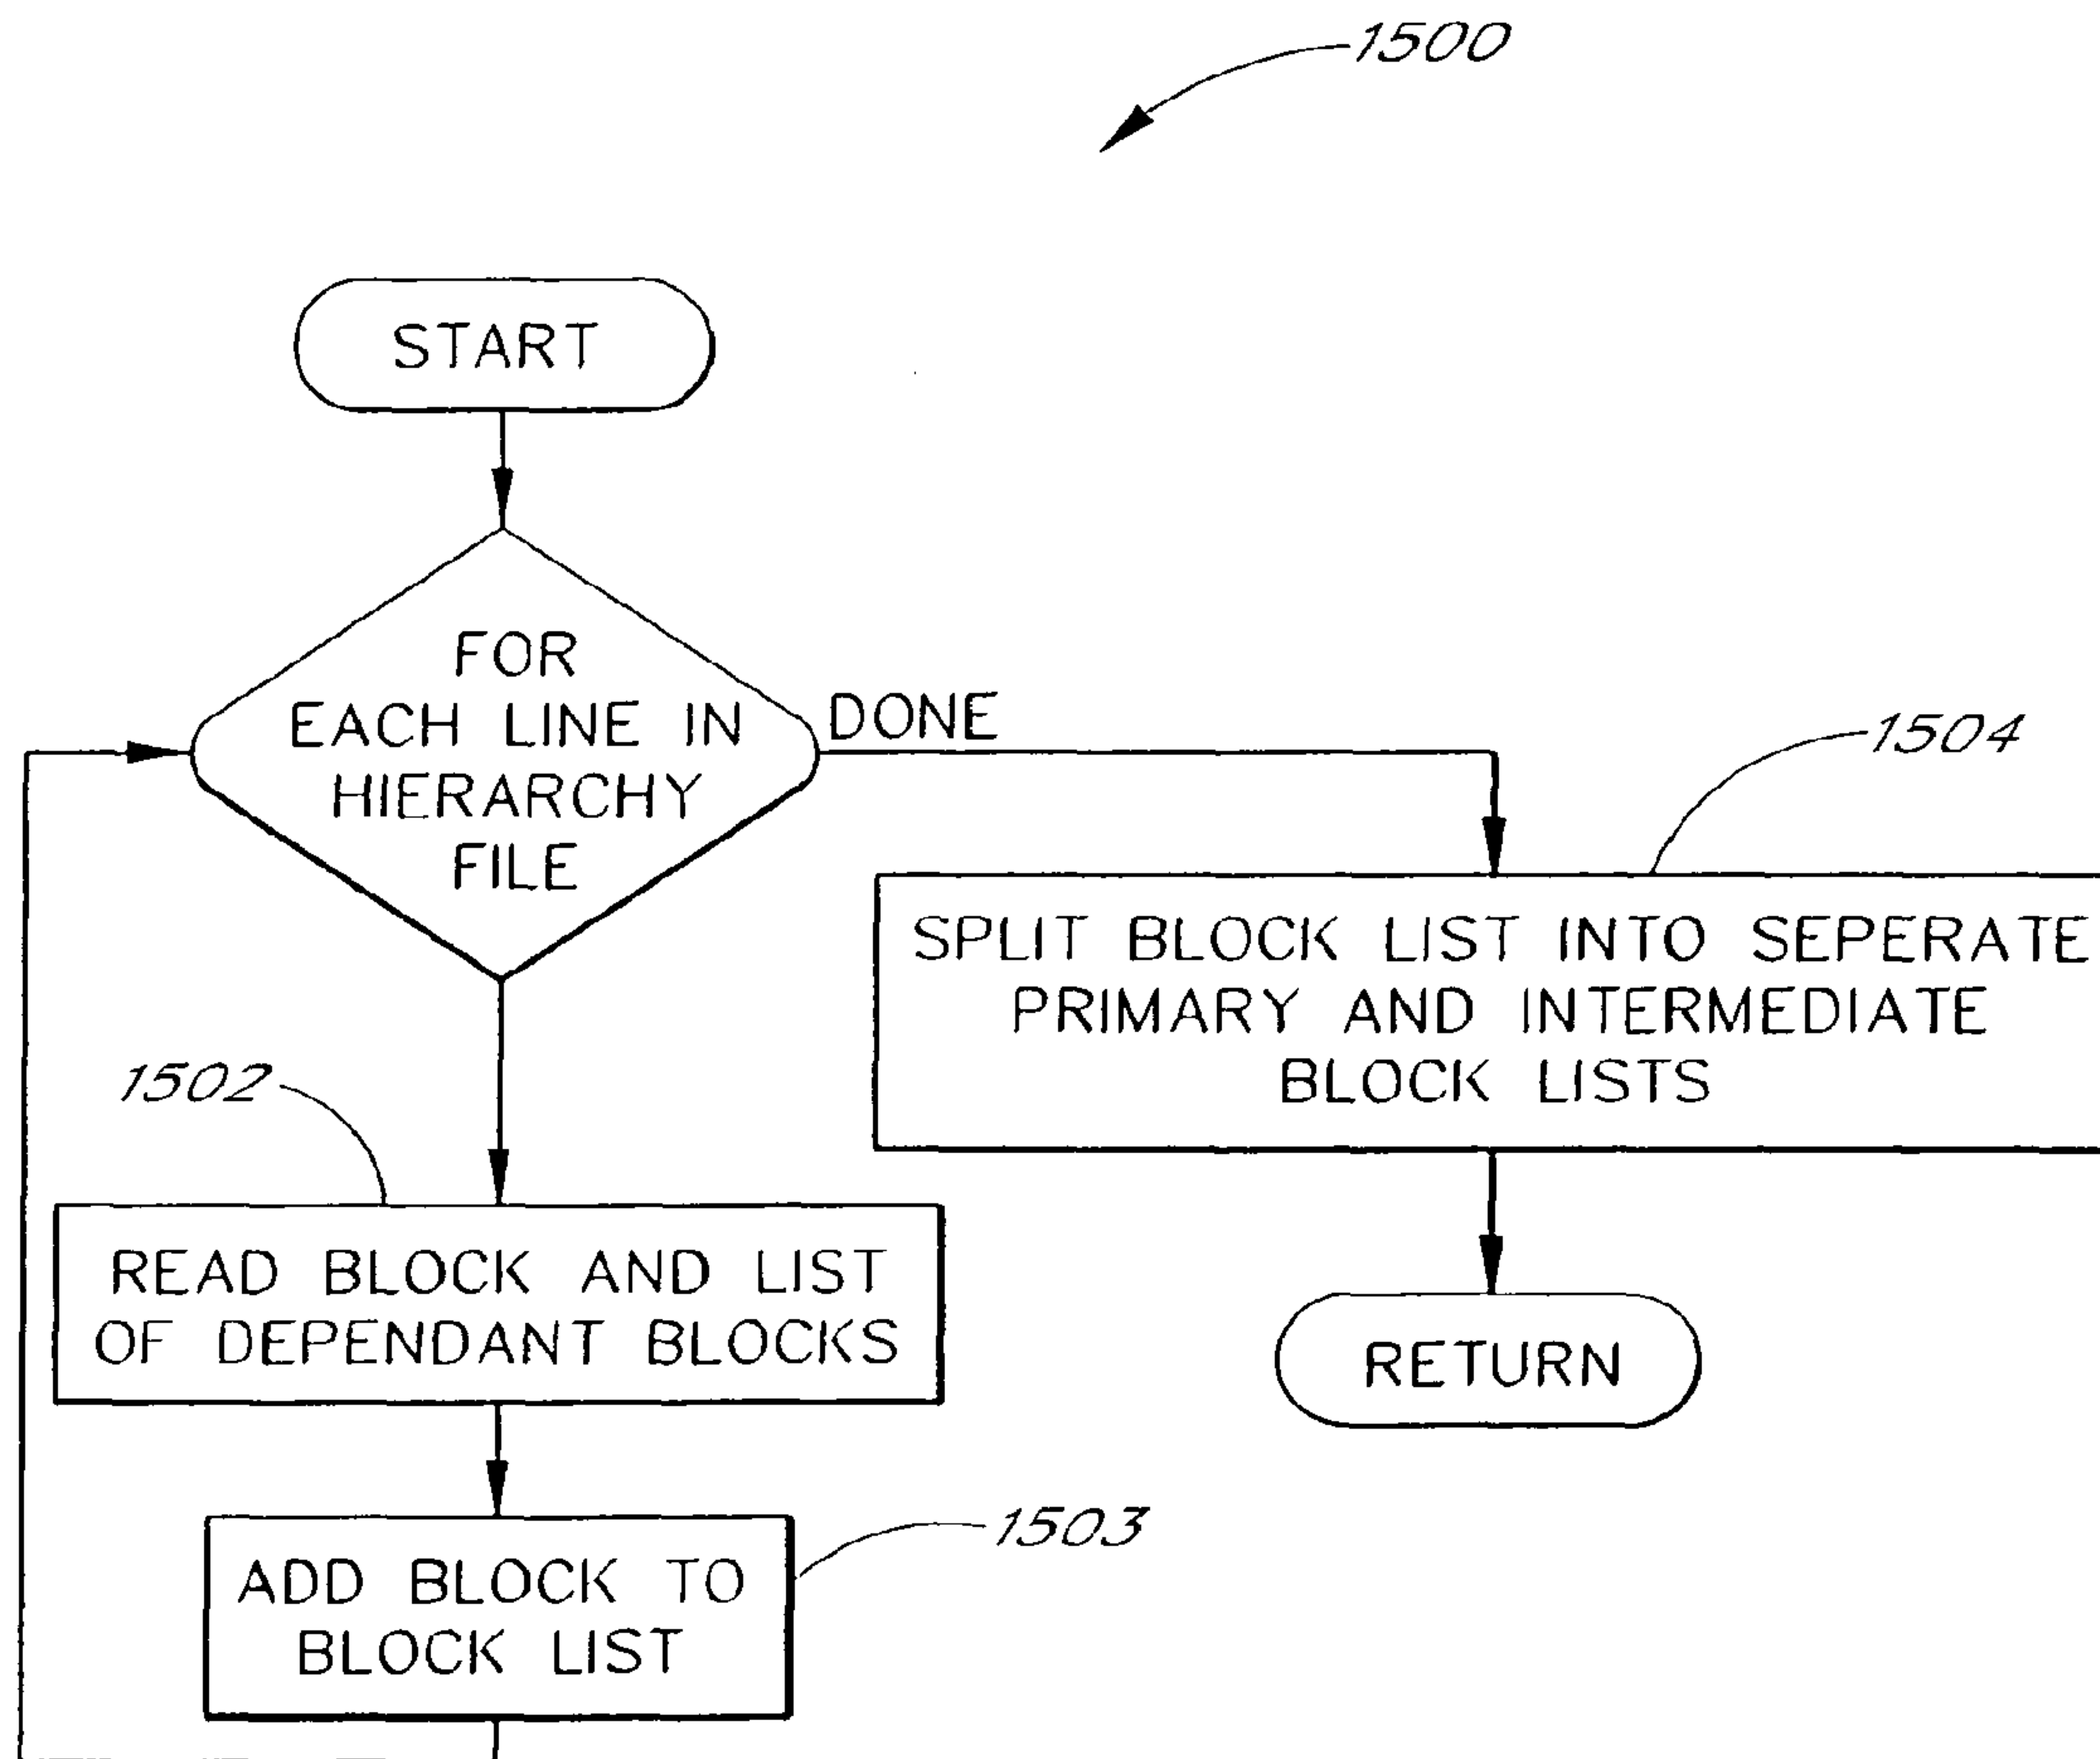 1500
START
FOR
EACH LINE IN
HIERARCHY
FILE
DONE
1504
SPLIT BLOCK LIST INTO SEPERATE
PRIMARY AND INTERMEDIATE
BLOCK LISTS
1502
READ BLOCK AND LIST
OF DEPENDANT BLOCKS
RETURN
1503
ADD BLOCK TO
BLOCK LIST